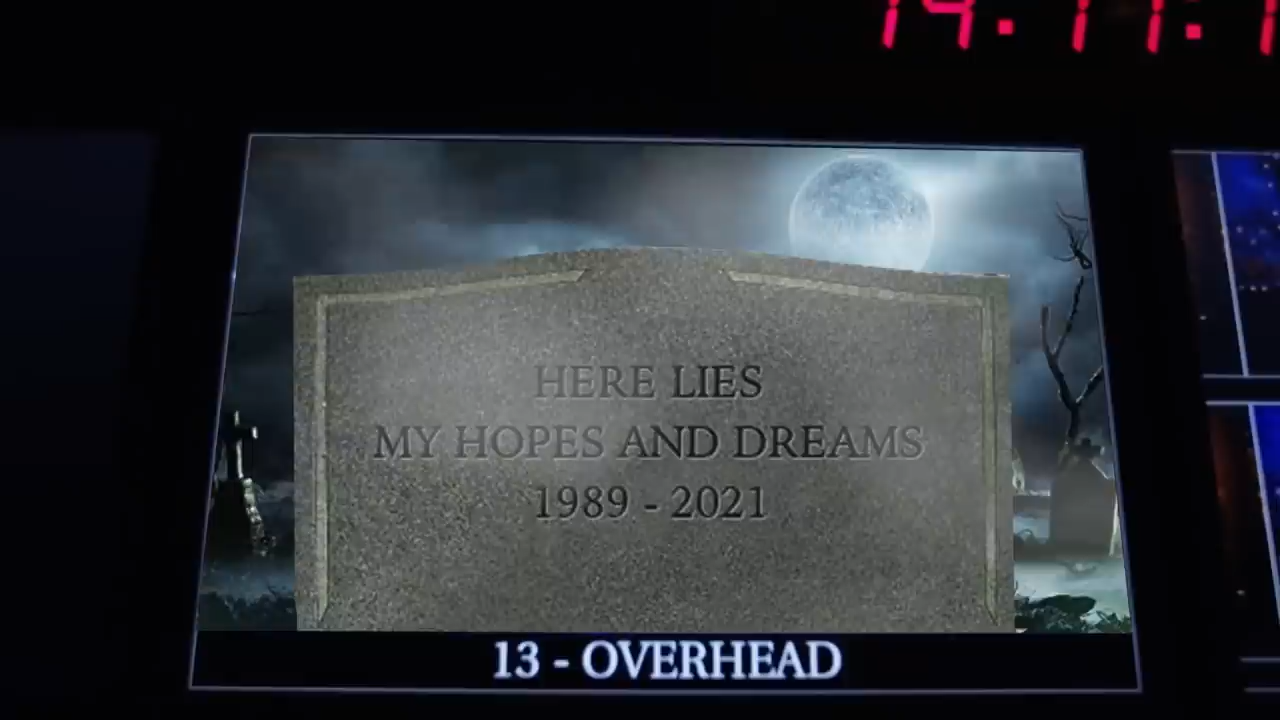 HERE LIES
MY HOPES AND DREAMS
1989 - 2021
13 - OVERHEAD